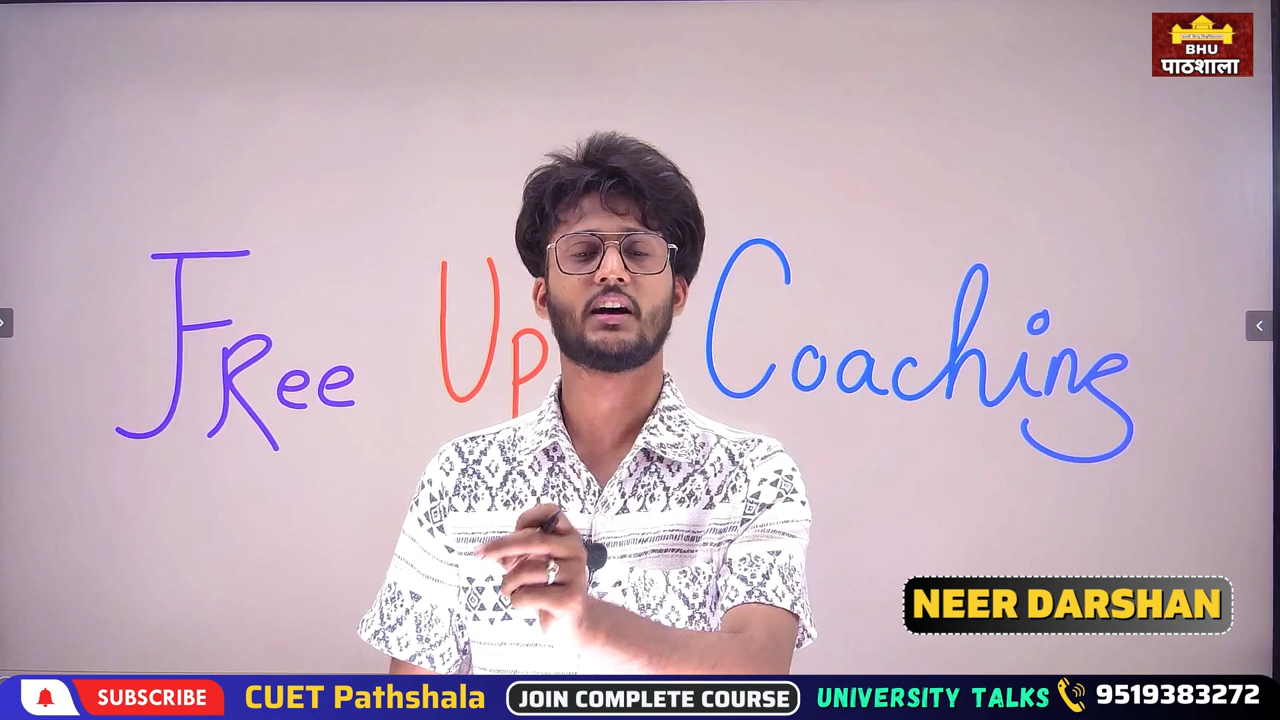 BHU
पाठशाला
FRee Up Coaching
NEER DARSHAN
SUBSCRIBE CUET Pathshala JOIN COMPLETE COURSE UNIVERSITY TALKS 9519383272